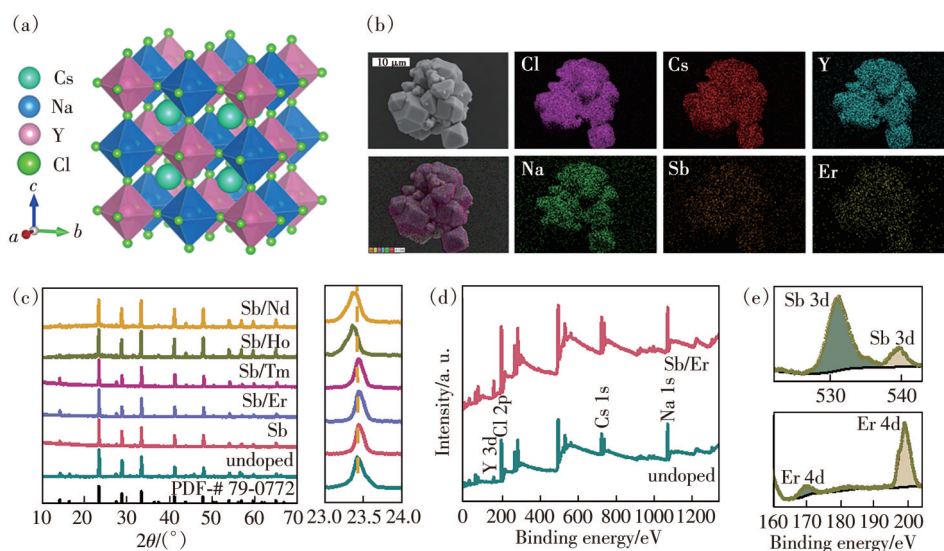 (a)
Cs
Na
Y
Cl
c
a
b
(b)
10 μm
Cl
Cs
Y
Na
Sb
Er
(c)
Sb/Nd
Sb/Ho
Sb/Tm
Sb/Er
Sb
undoped
PDF-# 79-0772
10 20 30 40 50 60 70
2θ/(°)
23.0 23.5 24.0
(d)
Intensity/a. u.
Y 3d
Cl 2p
Cs 1s
Na 1s
Sb/Er
undoped
0 200 400 600 800 1000 1200
Binding energy/eV
(e)
Sb 3d
Sb 3d
530 540
Er 4d
Er 4d
160 170 180 190 200
Binding energy/eV